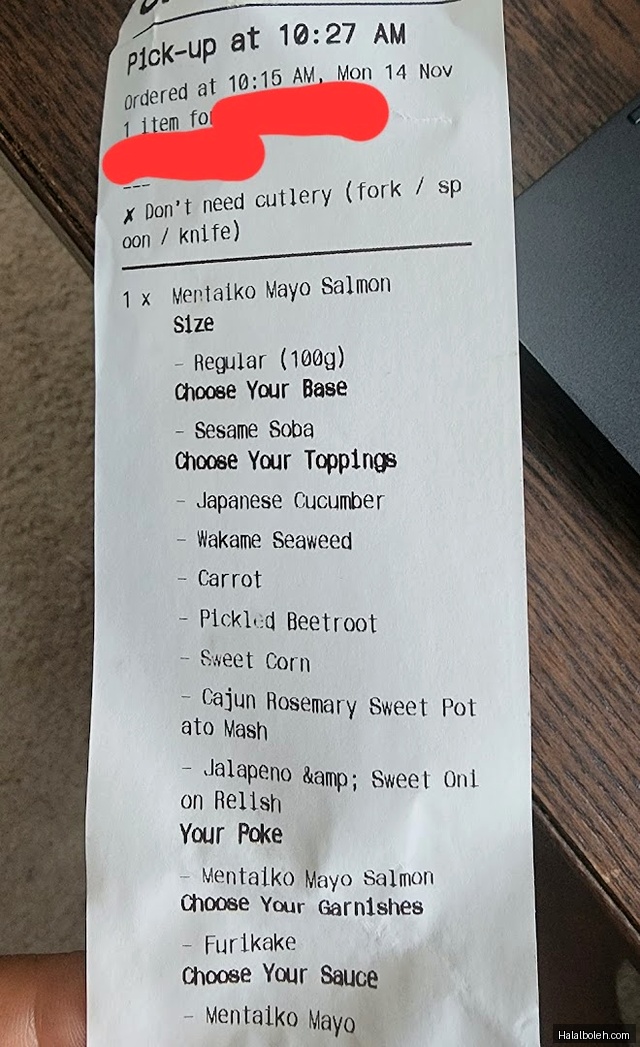 Pick-up at 10:27 AM
Ordered at 10:15 AM, Mon 14 Nov
1 item for
---
✗ Don't need cutlery (fork / sp
oon / knife)
1 x Mentaiko Mayo Salmon
Size
- Regular (100g)
Choose Your Base
- Sesame Soba
Choose Your Toppings
- Japanese Cucumber
- Wakame Seaweed
- Carrot
- Pickled Beetroot
- Sweet Corn
- Cajun Rosemary Sweet Pot
ato Mash
- Jalapeno &amp; Sweet Oni
on Relish
Your Poke
- Mentaiko Mayo Salmon
Choose Your Garnishes
- Furikake
Choose Your Sauce
- Mentaiko Mayo
Halalboleh.com